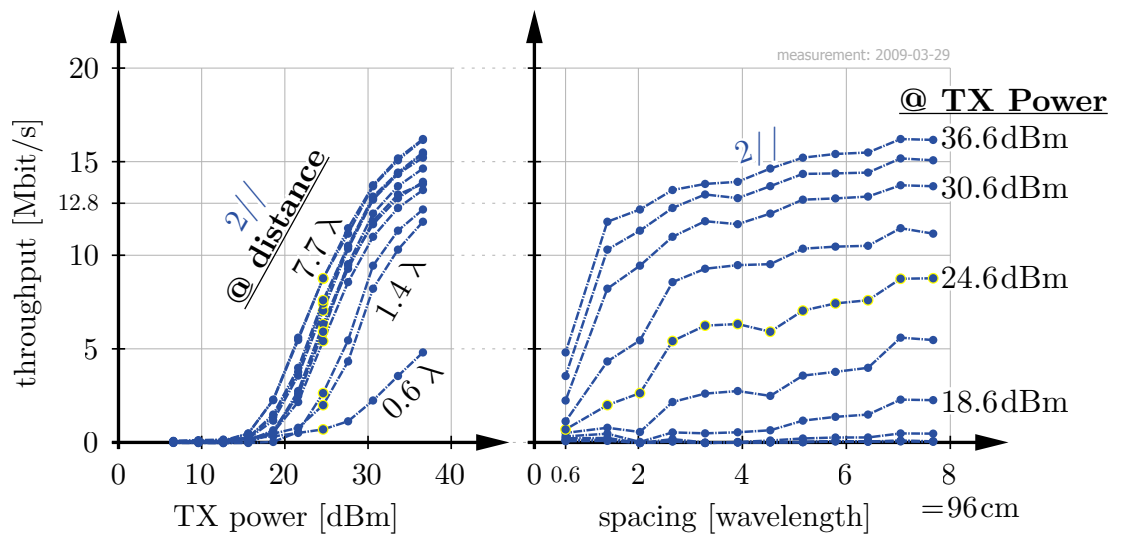 measurement: 2009-03-29
throughput [Mbit/s]
20
15
12.8
10
5
0
2//
@ distance
7.7 λ
1.4 λ
0.6 λ
0 10 20 30 40
TX power [dBm]
2//
@ TX Power
36.6dBm
30.6dBm
24.6dBm
18.6dBm
0 0.6 2 4 6 8
spacing [wavelength]
=96cm